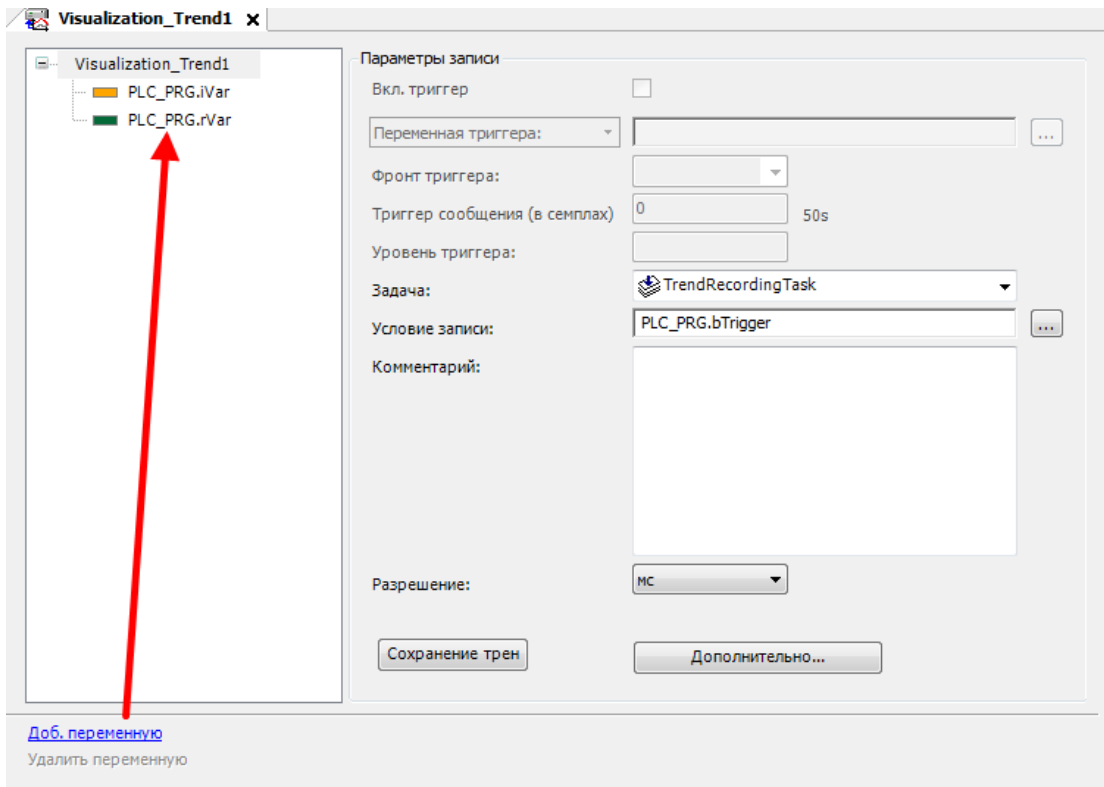 Visualization_Trend1 x
Visualization_Trend1
PLC_PRG.iVar
PLC_PRG.rVar
Параметры записи
Вкл. триггер
Переменная триггера:
...
Фронт триггера:
Триггер сообщения (в семплах) 0 50s
Уровень триггера:
Задача: TrendRecordingTask
Условие записи: PLC_PRG.bTrigger ...
Комментарий:
Разрешение: мс
Сохранение трен Дополнительно...
Доб. переменную
Удалить переменную